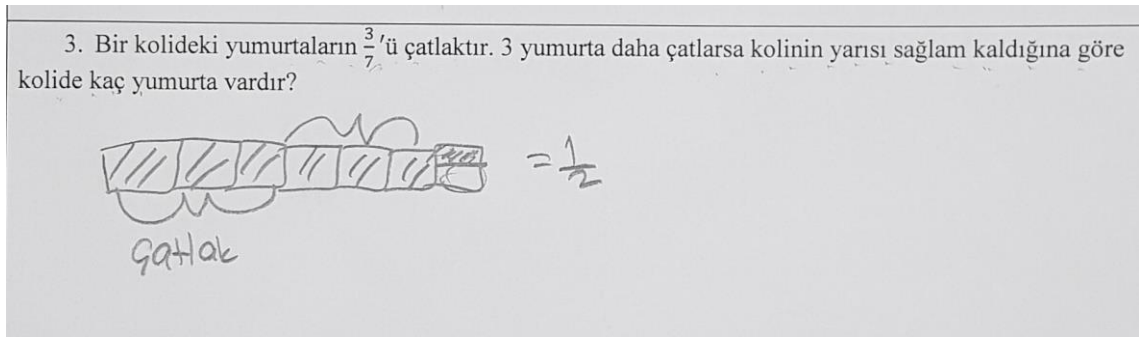 3. Bir kolideki yumurtaların 3/7'ü çatlaktır. 3 yumurta daha çatlarsa kolinin yarısı sağlam kaldığına göre
kolide kaç yumurta vardır?
= 1/2
çatlak